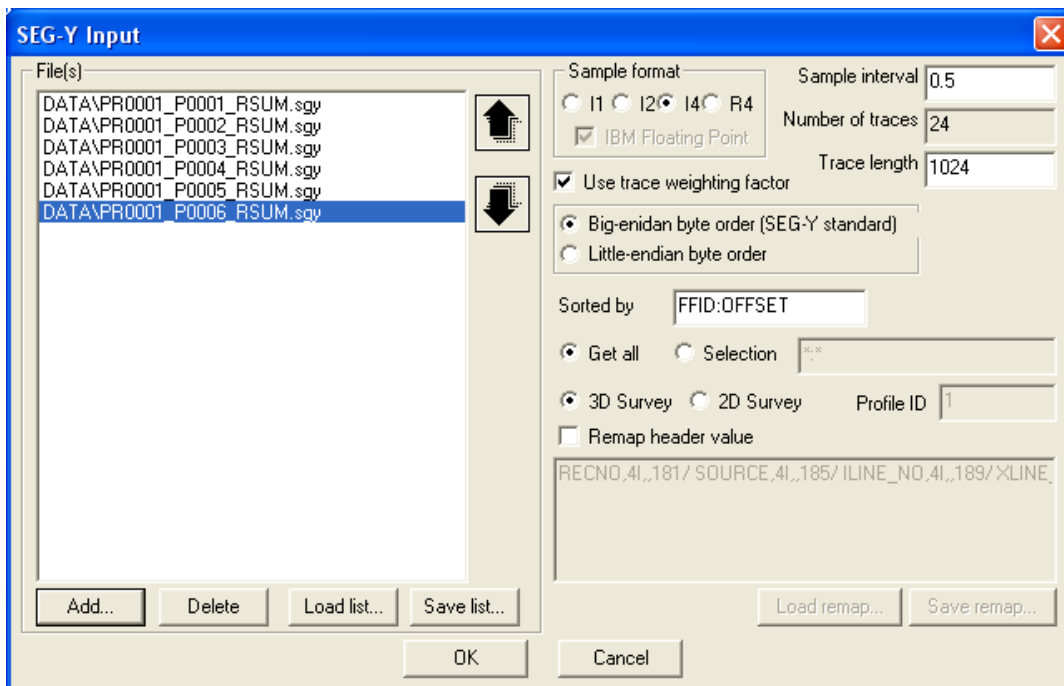 SEG-Y Input
File(s)
DATA\PR0001_P0001_RSUM.sgy
DATA\PR0001_P0002_RSUM.sgy
DATA\PR0001_P0003_RSUM.sgy
DATA\PR0001_P0004_RSUM.sgy
DATA\PR0001_P0005_RSUM.sgy
DATA\PR0001_P0006_RSUM.sgy
Add... Delete Load list... Save list...
Sample format
I1 I2 I4 R4
IBM Floating Point
Sample interval 0.5
Number of traces 24
Trace length 1024
Use trace weighting factor
Big-enidan byte order (SEG-Y standard)
Little-endian byte order
Sorted by FFID:OFFSET
Get all Selection *:*
3D Survey 2D Survey Profile ID 1
Remap header value
RECNO,4I,,181/ SOURCE,4I,,185/ ILINE_NO,4I,,189/ XLINE_
Load remap... Save remap...
OK Cancel